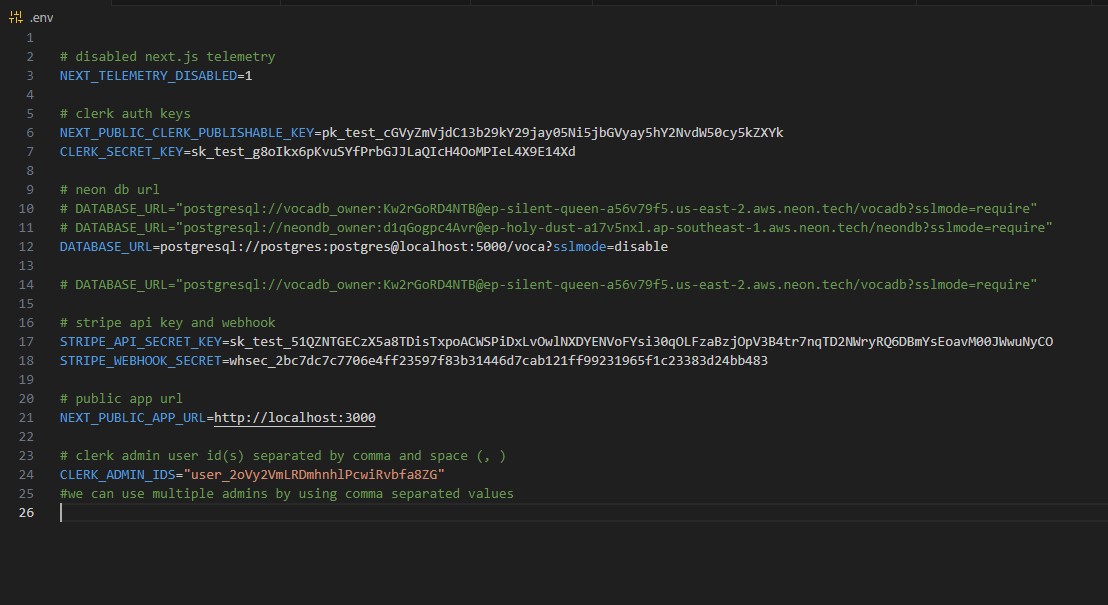 .env
1
2 # disabled next.js telemetry
3 NEXT_TELEMETRY_DISABLED=1
4
5 # clerk auth keys
6 NEXT_PUBLIC_CLERK_PUBLISHABLE_KEY=pk_test_cGVyZmVjdC13b29kY29jay05Ni5jbGVyay5hY2NvdW50cy5kZXYk
7 CLERK_SECRET_KEY=sk_test_g8oIkx6pKvuSYfPrbGJJLaQIcH4OoMPIeL4X9E14Xd
8
9 # neon db url
10 # DATABASE_URL="postgresql://vocadb_owner:Kw2rGoRD4NTB@ep-silent-queen-a56v79f5.us-east-2.aws.neon.tech/vocadb?sslmode=require"
11 # DATABASE_URL="postgresql://neondb_owner:d1qGogpc4Avr@ep-holy-dust-a17v5nxl.ap-southeast-1.aws.neon.tech/neondb?sslmode=require"
12 DATABASE_URL=postgresql://postgres:postgres@localhost:5000/voca?sslmode=disable
13
14 # DATABASE_URL="postgresql://vocadb_owner:Kw2rGoRD4NTB@ep-silent-queen-a56v79f5.us-east-2.aws.neon.tech/vocadb?sslmode=require"
15
16 # stripe api key and webhook
17 STRIPE_API_SECRET_KEY=sk_test_51QZNTGECzX5a8TDisTxpoACWSPiDxLvOwlNXDYENVoFYsi30qOLFzaBzjOpV3B4tr7nqTD2NWryRQ6DBmYsEoavM00JWwuNyCO
18 STRIPE_WEBHOOK_SECRET=whsec_2bc7dc7c7706e4ff23597f83b31446d7cab121ff99231965f1c23383d24bb483
19
20 # public app url
21 NEXT_PUBLIC_APP_URL=http://localhost:3000
22
23 # clerk admin user id(s) separated by comma and space (, )
24 CLERK_ADMIN_IDS="user_2oVy2VmLRDmhnhlPcwiRvbfa8ZG"
25 #we can use multiple admins by using comma separated values
26